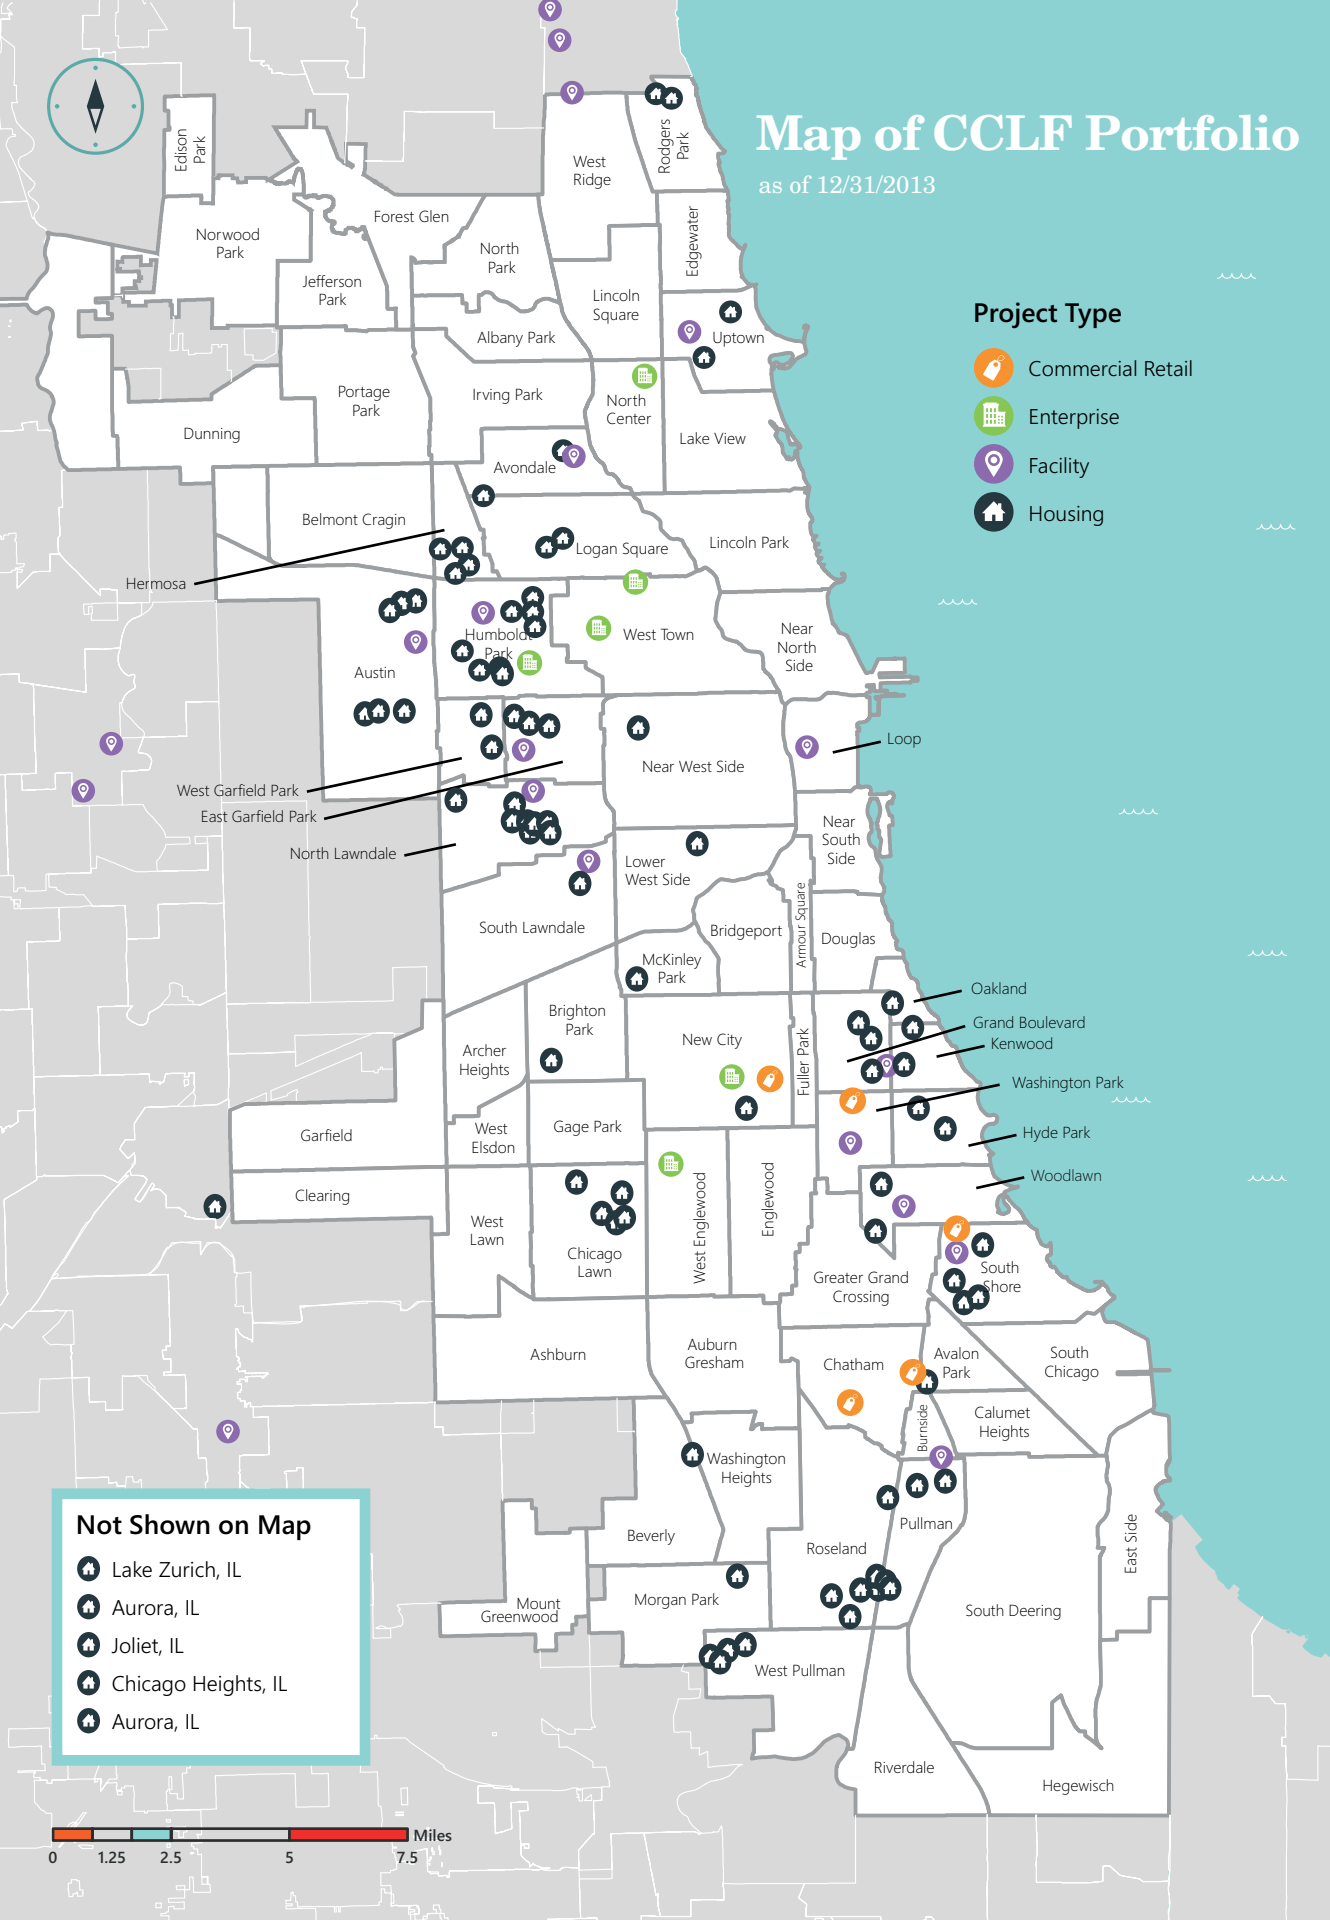 Map of CCLF Portfolio
as of 12/31/2013
Project Type
Commercial Retail
Enterprise
Facility
Housing
Edison
Park
Rodgers
Park
West
Ridge
Forest Glen
Norwood
Park
Edgewater
North
Park
Jefferson
Park
Lincoln
Square
Albany Park
Uptown
Portage
Park
Irving Park
North
Center
Dunning
Lake View
Avondale
Belmont Cragin
Logan Square
Lincoln Park
Hermosa
Humboldt
Park
West Town
Near
North
Side
Austin
Loop
Near West Side
West Garfield Park
East Garfield Park
Near
South
Side
North Lawndale
Lower
West Side
Armour Square
South Lawndale
Bridgeport
Douglas
McKinley
Park
Oakland
Brighton
Park
Grand Boulevard
New City
Kenwood
Archer
Heights
Fuller Park
Washington Park
Garfield
West
Elsdon
Gage Park
Hyde Park
Woodlawn
Clearing
West
Lawn
West Englewood
Englewood
Chicago
Lawn
South
Shore
Greater Grand
Crossing
Ashburn
Auburn
Gresham
Chatham
Avalon
Park
South
Chicago
Burnside
Calumet
Heights
Washington
Heights
Pullman
Beverly
Roseland
East Side
Mount
Greenwood
Morgan Park
South Deering
West Pullman
Riverdale
Hegewisch
Not Shown on Map
Lake Zurich, IL
Aurora, IL
Joliet, IL
Chicago Heights, IL
Aurora, IL
Miles
0 1.25 2.5 5 7.5